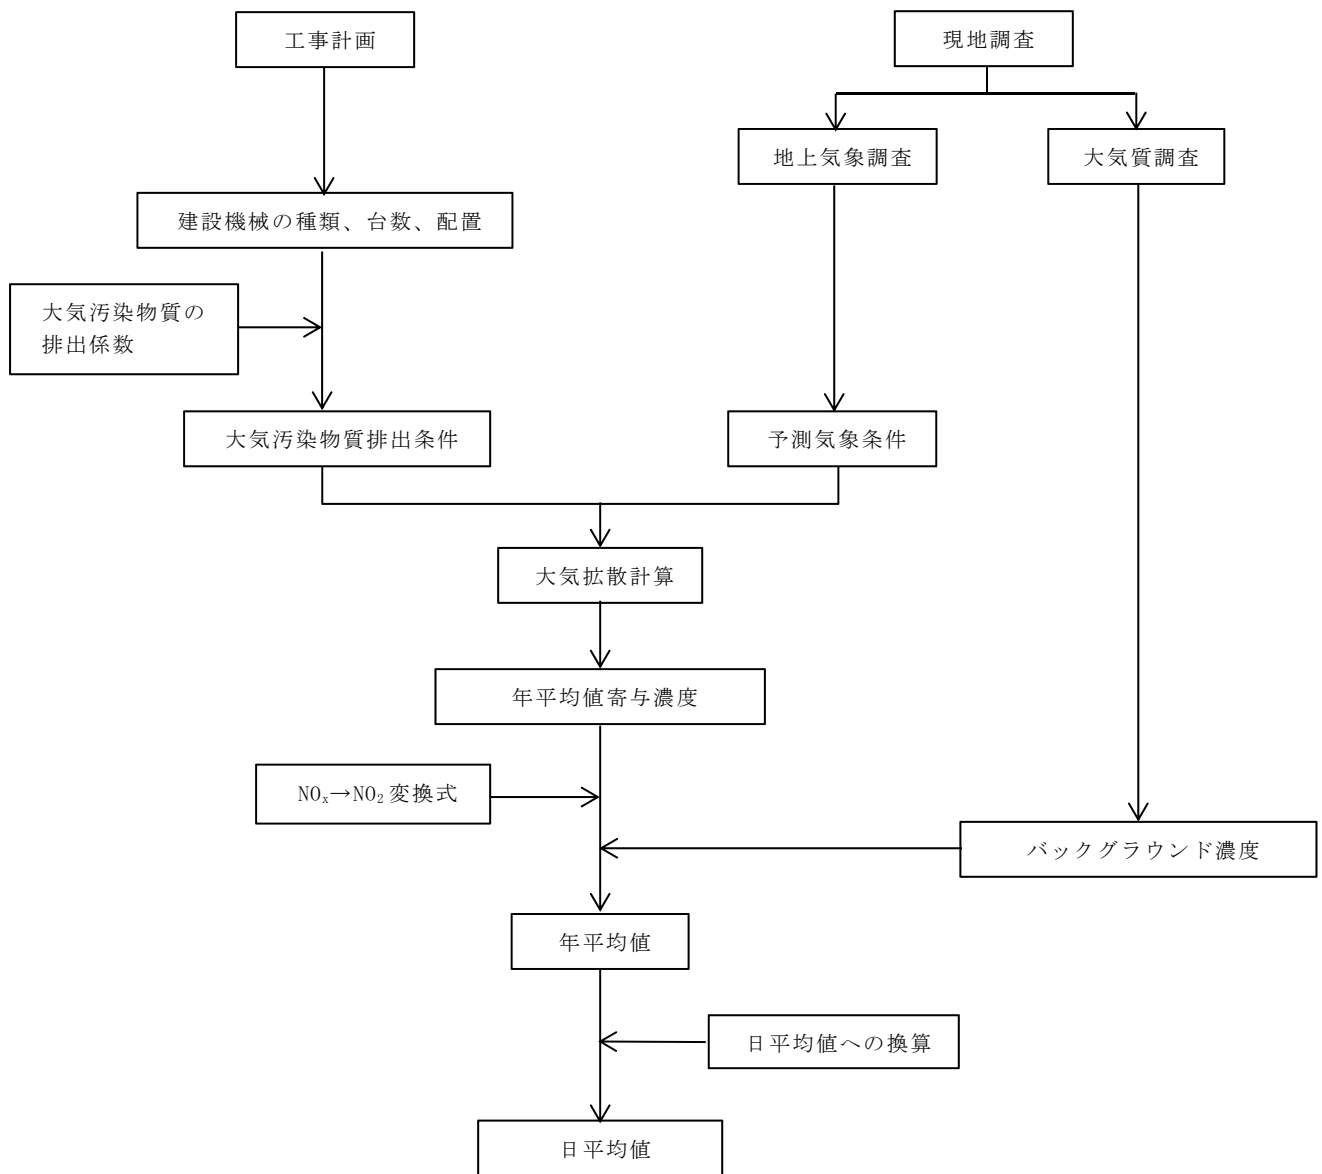 工事計画
現地調査
地上気象調査
大気質調査
建設機械の種類、台数、配置
大気汚染物質の
排出係数
大気汚染物質排出条件
予測気象条件
大気拡散計算
年平均値寄与濃度
NOx→NO2変換式
バックグラウンド濃度
年平均値
日平均値への換算
日平均値